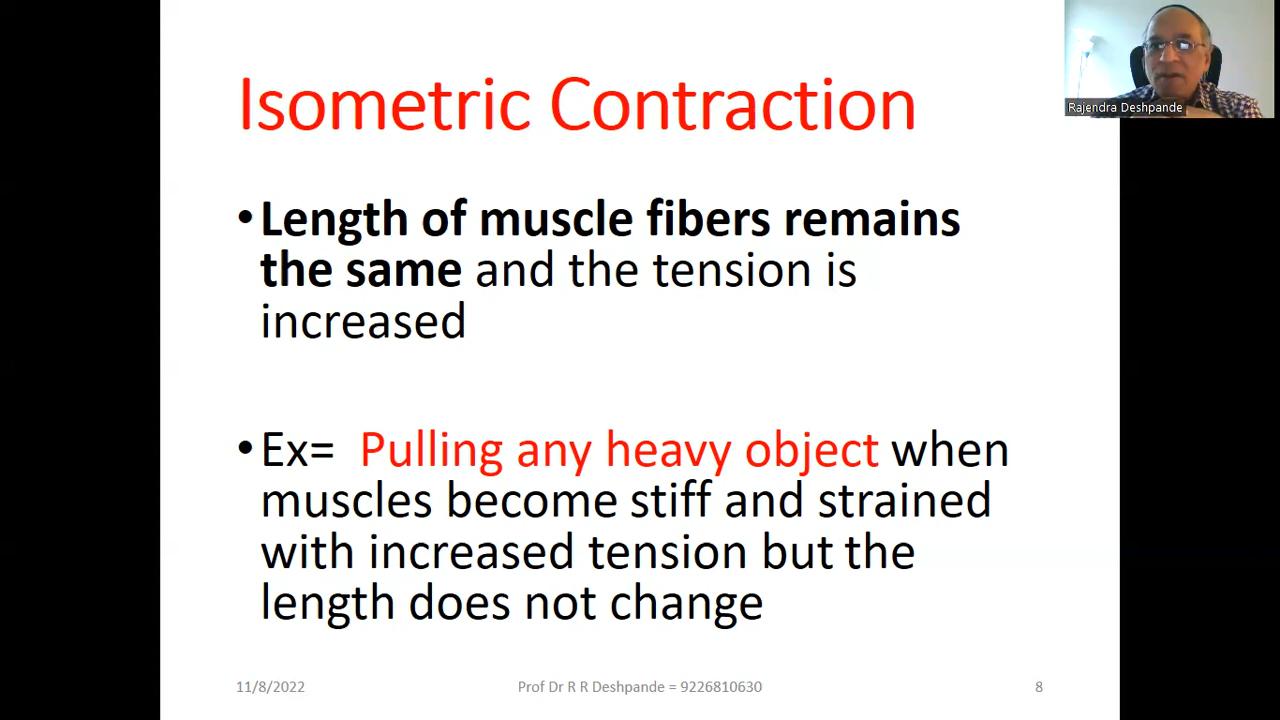 Isometric Contraction
Rajendra Deshpande
•Length of muscle fibers remains
the same and the tension is
increased
•Ex= Pulling any heavy object when
muscles become stiff and strained
with increased tension but the
length does not change
11/8/2022 Prof Dr R R Deshpande = 9226810630 8